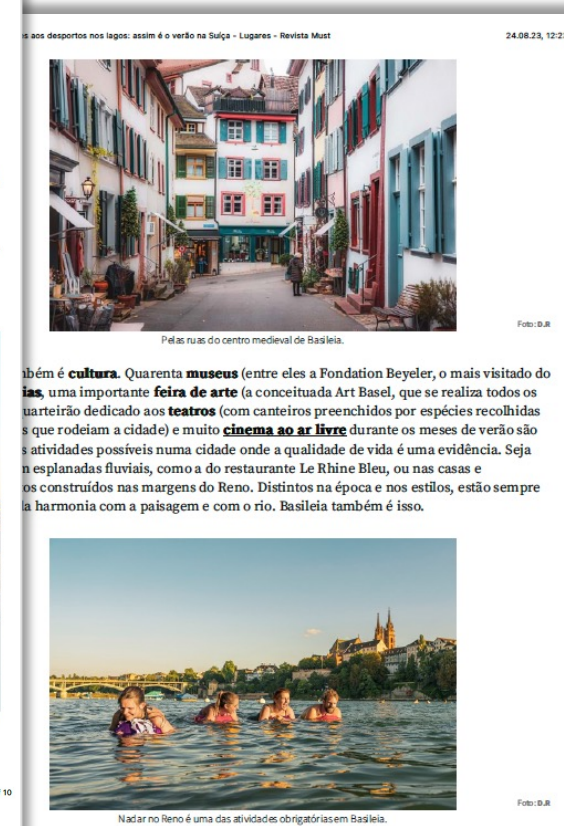 s aos desportos nos lagos: assim é o verão na Suíça - Lugares - Revista Must
24.08.23, 12:2
Foto: D.R
Pelas ruas do centro medieval de Basileia.
bém é cultura. Quarenta museus (entre eles a Fondation Beyeler, o mais visitado do
ias, uma importante feira de arte (a conceituada Art Basel, que se realiza todos os
uarteirão dedicado aos teatros (com canteiros preenchidos por espécies recolhidas
s que rodeiam a cidade) e muito cinema ao ar livre durante os meses de verão são
s atividades possíveis numa cidade onde a qualidade de vida é uma evidência. Seja
n esplanadas fluviais, como a do restaurante Le Rhine Bleu, ou nas casas e
os construídos nas margens do Reno. Distintos na época e nos estilos, estão sempre
la harmonia com a paisagem e com o rio. Basileia também é isso.
10
Foto: D.R
Nadar no Reno é uma das atividades obrigatórias em Basileia.